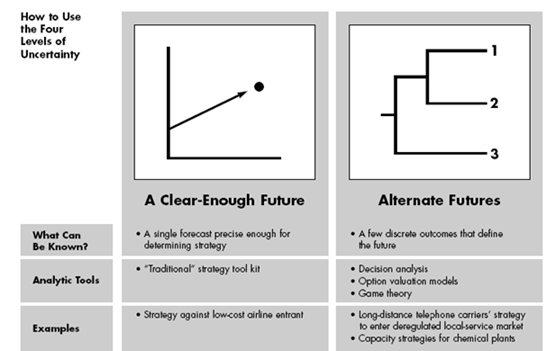 How to Use
the Four
Levels of
Uncertainty
1
2
3
A Clear-Enough Future
Alternate Futures
What Can
Be Known?
• A single forecast precise enough for
determining strategy
• A few discrete outcomes that define
the future
Analytic Tools
• “Traditional” strategy tool kit
• Decision analysis
• Option valuation models
• Game theory
Examples
• Strategy against low-cost airline entrant
• Long-distance telephone carriers’ strategy
to enter deregulated local-service market
• Capacity strategies for chemical plants